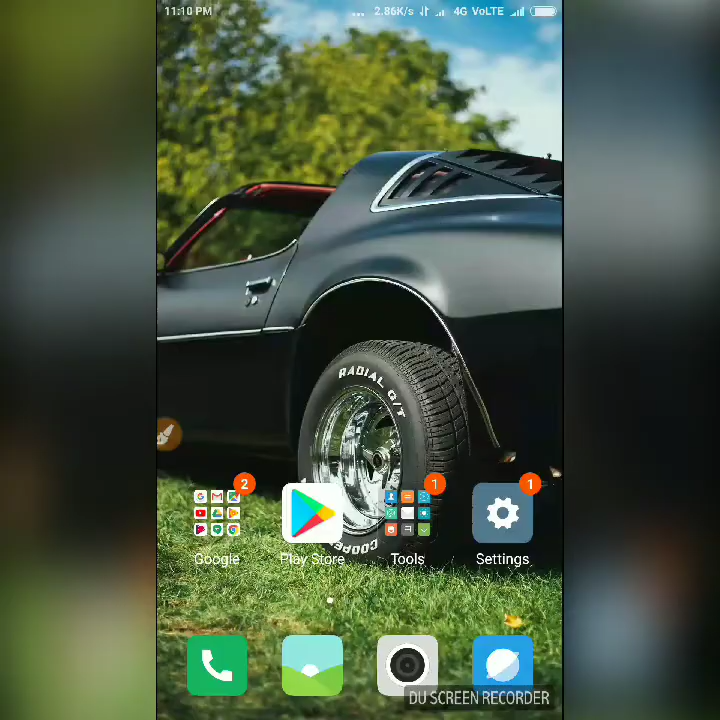 11:10 PM ... 2.86K/s 4G VoLTE
RADIAL G/T
COOPER
2 1 1
Google Play Store Tools Settings
DU SCREEN RECORDER